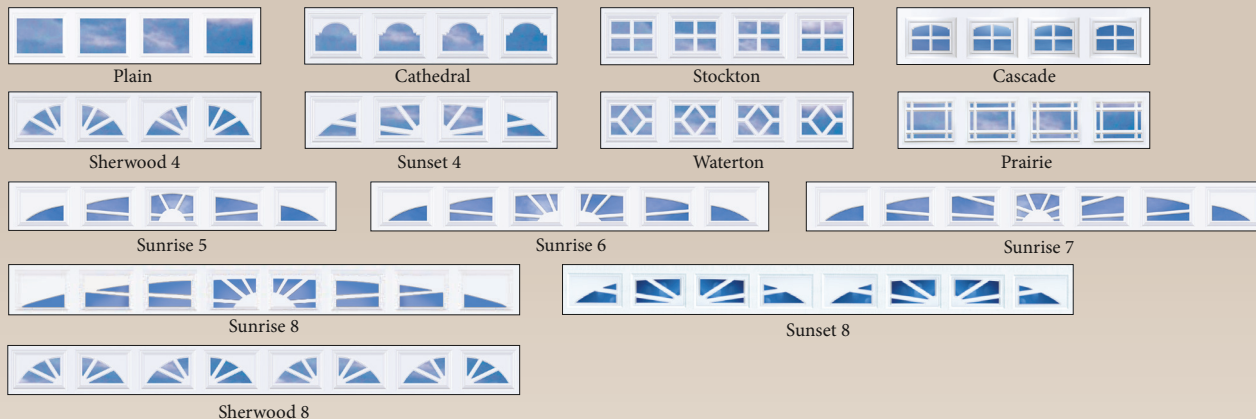 Plain
Cathedral
Stockton
Cascade
Sherwood 4
Sunset 4
Waterton
Prairie
Sunrise 5
Sunrise 6
Sunrise 7
Sunrise 8
Sunset 8
Sherwood 8